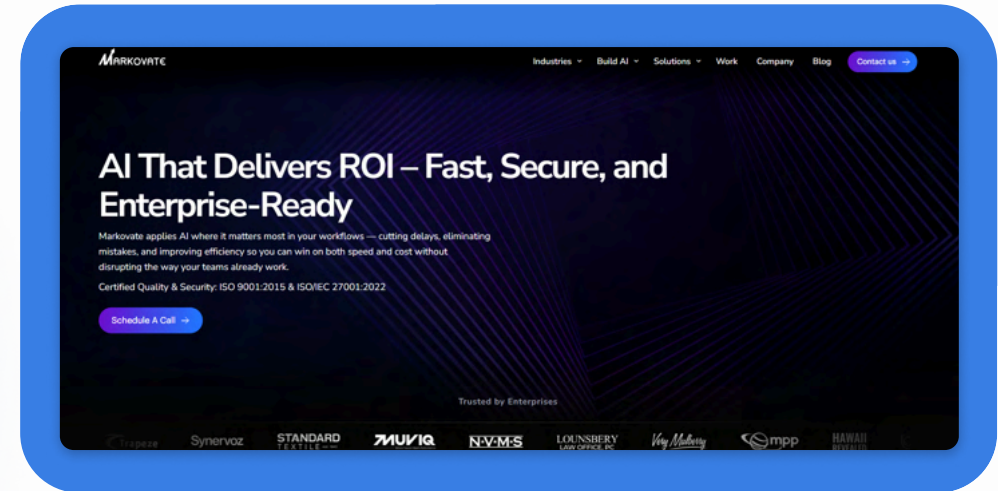 MARKOVATE
Industries Build AI Solutions Work Company Blog Contact us →
AI That Delivers ROI – Fast, Secure, and
Enterprise-Ready
Markovate applies AI where it matters most in your workflows — cutting delays, eliminating
mistakes, and improving efficiency so you can win on both speed and cost without
disrupting the way your teams already work.
Certified Quality & Security: ISO 9001:2015 & ISO/IEC 27001:2022
Schedule A Call →
Trusted by Enterprises
Trapeze Synervoz STANDARD MUVIQ N·V·M·S LOUNSBERY Very Mulberry mpp HAWAII
TEXTILE LAW OFFICE, PC REVEALED